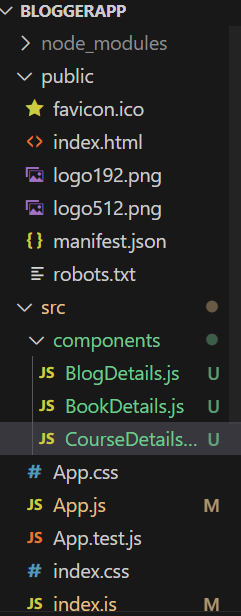 BLOGGERAPP
node_modules
public
favicon.ico
<> index.html
logo192.png
logo512.png
{} manifest.json
robots.txt
src
components
JS BlogDetails.js U
JS BookDetails.js U
JS CourseDetails... U
# App.css
JS App.js M
JS App.test.js
# index.css
JS index.js M